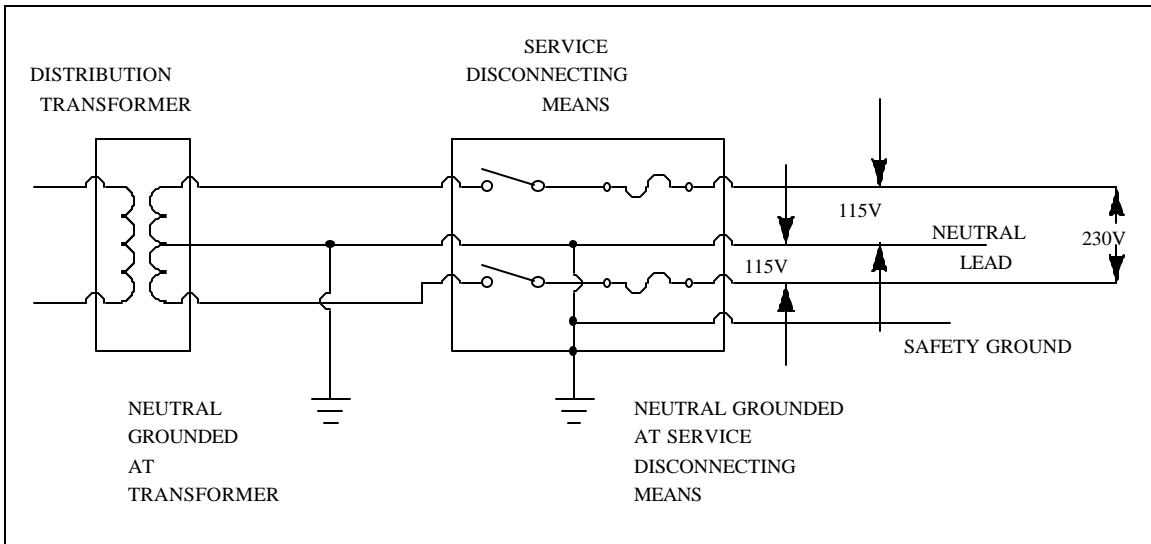 SERVICE
DISCONNECTING
MEANS
DISTRIBUTION
TRANSFORMER
115V
NEUTRAL
LEAD
230V
115V
SAFETY GROUND
NEUTRAL
GROUNDED
AT
TRANSFORMER
NEUTRAL GROUNDED
AT SERVICE
DISCONNECTING
MEANS